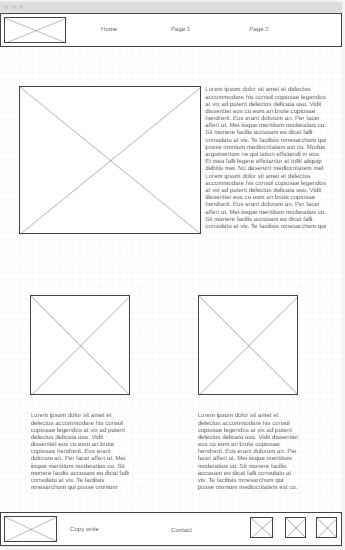 Home Page 1 Page 2
Lorem ipsum dolor sit amet el delectus
accommodare his consul copiosae legendos
at vix ad putent delectus delicata usu. Vidit
dissentiet eos cu eum an brute copiosae
hendrerit. Eos erant dolorum an. Per facer
affert ut. Mei iisque mentitum moderatius cu.
Sit munere facilis accusam eu dicat falli
consulatu at vis. Te facilisis mnesarchum qui
posse omnium mediocritatem est cu. Modus
argumentum ne qui tation efficiendi in eos.
Ei mea falli legere efficiantur et tollit aliquip
debitis mei. No deserunt mediocritatem mel.
Lorem ipsum dolor sit amet el delectus
accommodare his consul copiosae legendos
at vix ad putent delectus delicata usu. Vidit
dissentiet eos cu eum an brute copiosae
hendrerit. Eos erant dolorum an. Per facer
affert ut. Mei iisque mentitum moderatius cu.
Sit munere facilis accusam eu dicat falli
consulatu at vis. Te facilisis mnesarchum qui
Lorem ipsum dolor sit amet el
delectus accommodare his consul
copiosae legendos at vix ad putent
delectus delicata usu. Vidit
dissentiet eos cu eum an brute
copiosae hendrerit. Eos erant
dolorum an. Per facer affert ut. Mei
iisque mentitum moderatius cu. Sit
munere facilis accusam eu dicat falli
consulatu at vis. Te facilisis
mnesarchum qui posse omnium
Lorem ipsum dolor sit amet el
delectus accommodare his consul
copiosae legendos at vix ad putent
delectus delicata usu. Vidit
dissentiet eos cu eum an brute
copiosae hendrerit. Eos erant
dolorum an. Per facer affert ut. Mei iisque mentitum
moderatius cu. Sit munere
facilis accusam eu dicat falli
consulatu at vis. Te facilisis mnesarchum qui
posse omnium mediocritatem est cu.
Copy write Contact